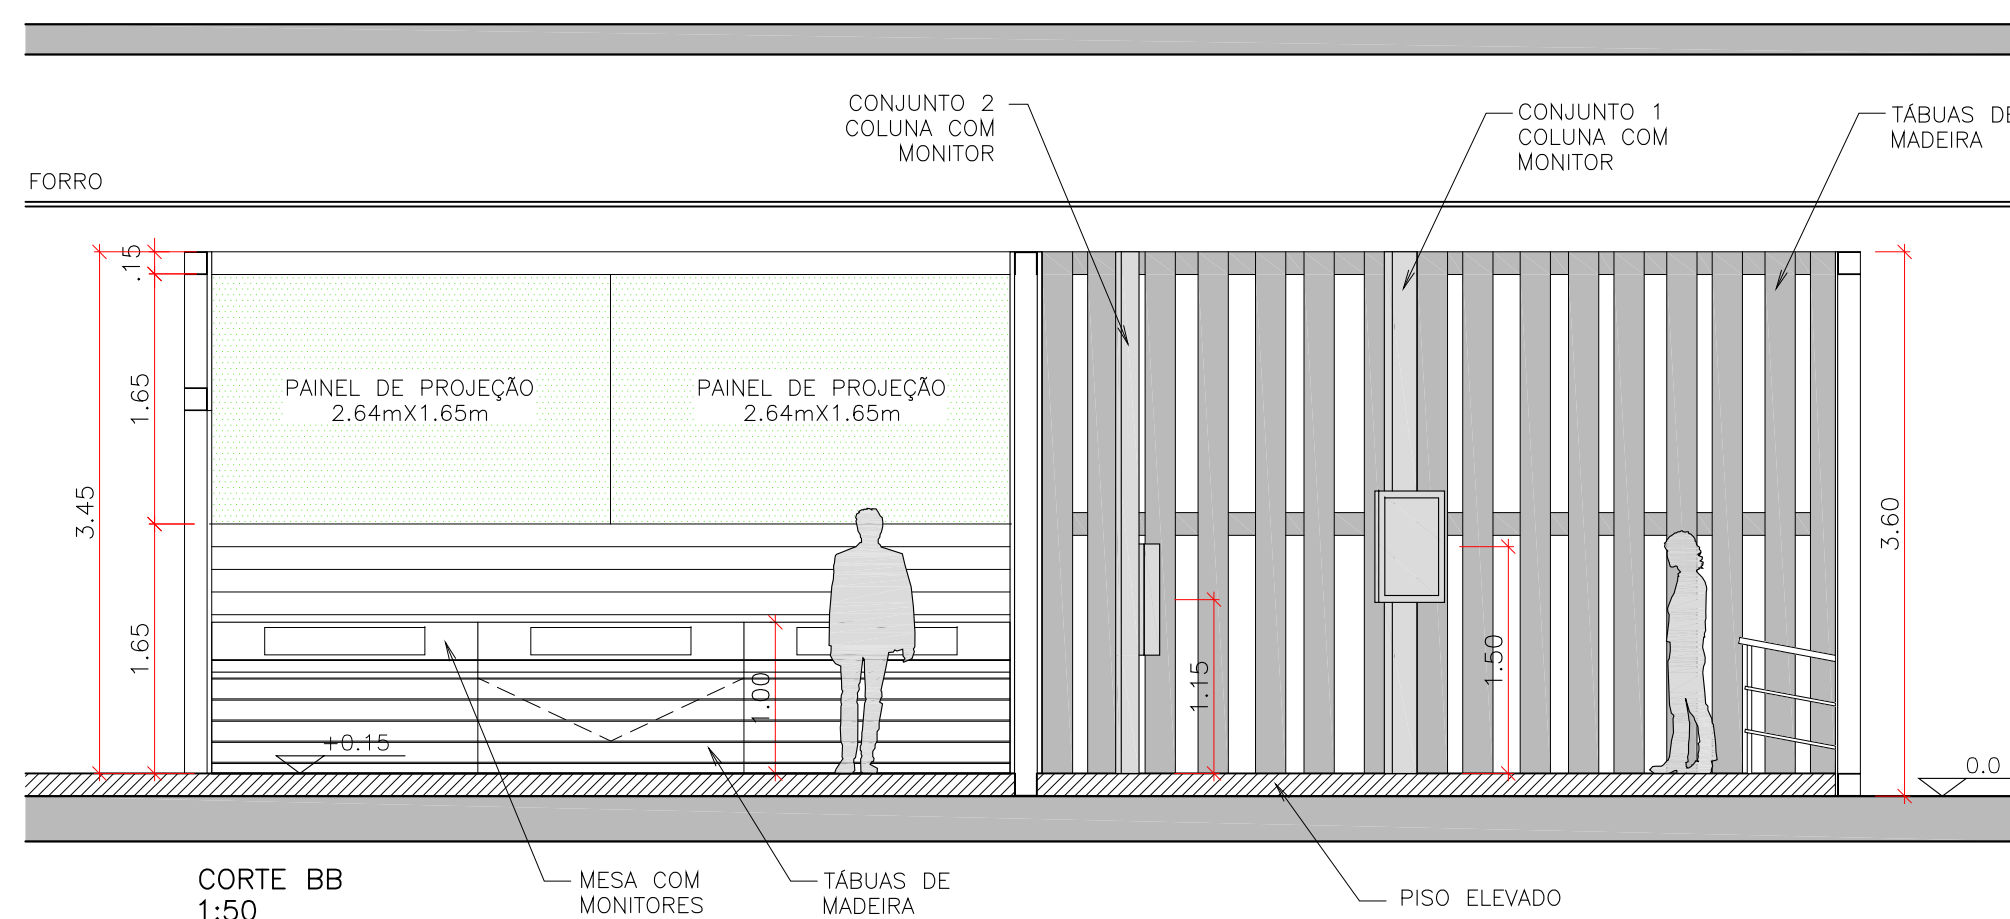 CONJUNTO 2
COLUNA COM
MONITOR
CONJUNTO 1
COLUNA COM
MONITOR
TÁBUAS DE
MADEIRA
FORRO
.15
1.65
3.45
1.65
PAINEL DE PROJEÇÃO
2.64mX1.65m
PAINEL DE PROJEÇÃO
2.64mX1.65m
3.60
1.00
1.15
1.50
+0.15
0.0
CORTE BB
1:50
MESA COM
MONITORES
TÁBUAS DE
MADEIRA
PISO ELEVADO